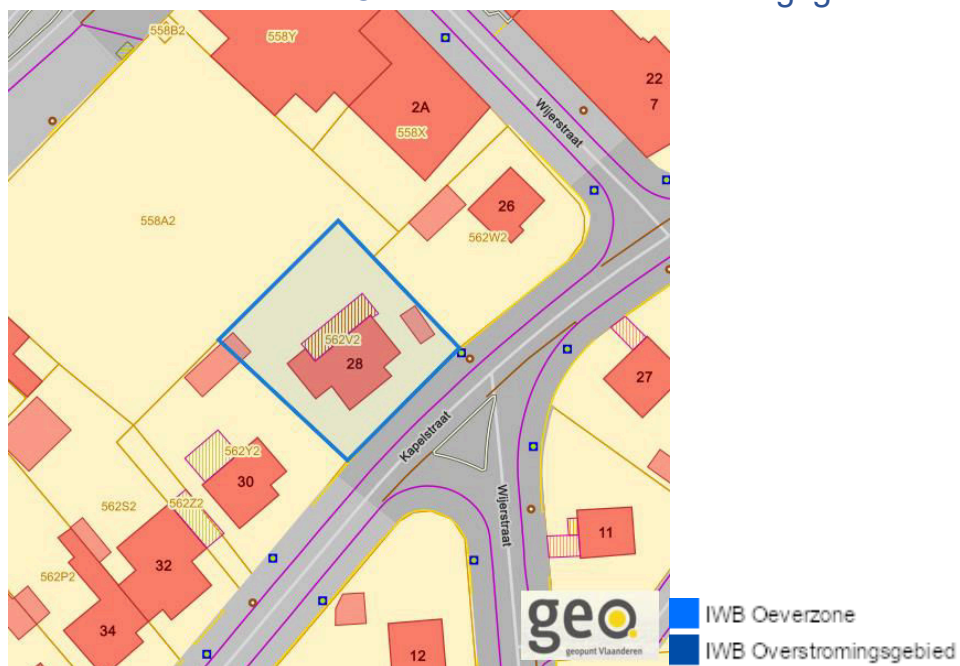 558B2
558Y
22
7
2A
558X
Wijerstraat
26
558A2
562W2
562V2
28
27
Kapelstraat
562Y2
30
Wijerstraat
562S2
562Z2
11
32
562P2
34
12
geo.
geopunt Vlaanderen
IWB Oeverzone
IWB Overstromingsgebied